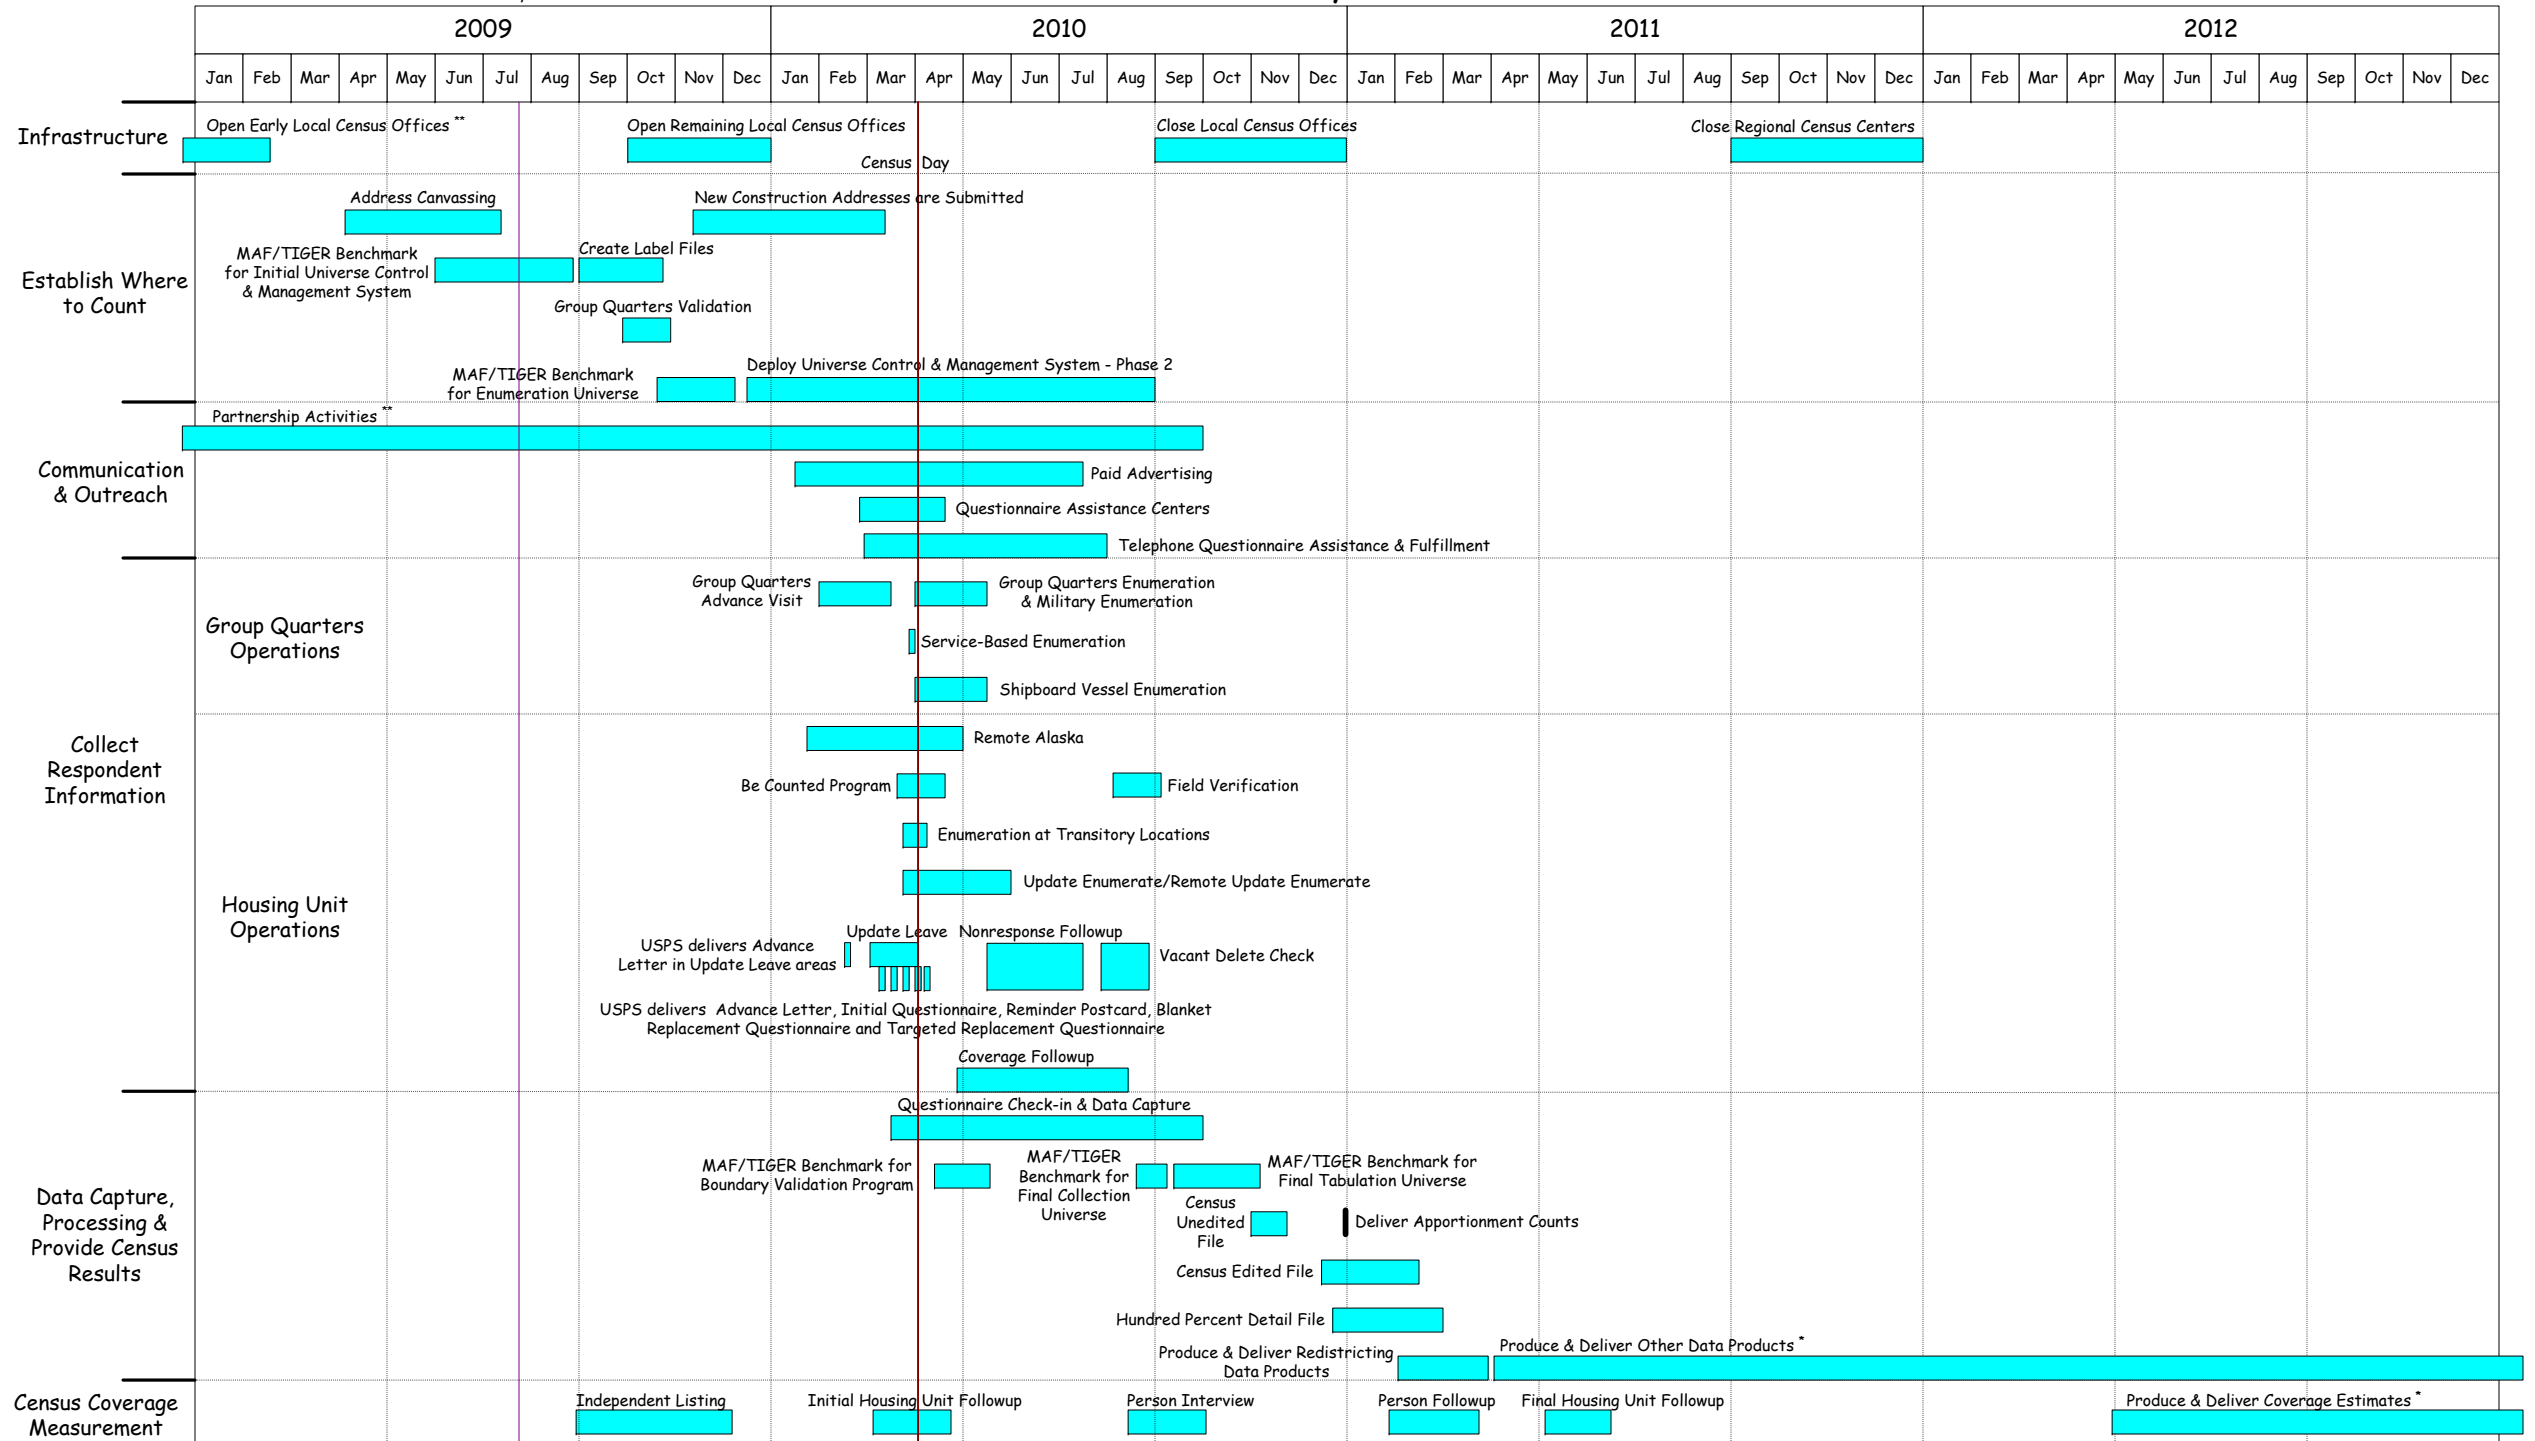 2009 2010 2011 2012
Jan Feb Mar Apr May Jun Jul Aug Sep Oct Nov Dec Jan Feb Mar Apr May Jun Jul Aug Sep Oct Nov Dec Jan Feb Mar Apr May Jun Jul Aug Sep Oct Nov Dec Jan Feb Mar Apr May Jun Jul Aug Sep Oct Nov Dec
Infrastructure
Open Early Local Census Offices **
Open Remaining Local Census Offices
Close Local Census Offices
Close Regional Census Centers
Census Day
Establish Where
to Count
Address Canvassing
New Construction Addresses are Submitted
MAF/TIGER Benchmark
for Initial Universe Control
& Management System
Create Label Files
Group Quarters Validation
MAF/TIGER Benchmark
for Enumeration Universe
Deploy Universe Control & Management System - Phase 2
Communication
& Outreach
Partnership Activities **
Paid Advertising
Questionnaire Assistance Centers
Telephone Questionnaire Assistance & Fulfillment
Collect
Respondent
Information
Group Quarters
Operations
Group Quarters
Advance Visit
Group Quarters Enumeration
& Military Enumeration
Service-Based Enumeration
Shipboard Vessel Enumeration
Housing Unit
Operations
Remote Alaska
Be Counted Program
Field Verification
Enumeration at Transitory Locations
Update Enumerate/Remote Update Enumerate
USPS delivers Advance
Letter in Update Leave areas
Update Leave
Nonresponse Followup
Vacant Delete Check
USPS delivers Advance Letter, Initial Questionnaire, Reminder Postcard, Blanket
Replacement Questionnaire and Targeted Replacement Questionnaire
Coverage Followup
Data Capture,
Processing &
Provide Census
Results
Questionnaire Check-in & Data Capture
MAF/TIGER Benchmark for
Boundary Validation Program
MAF/TIGER
Benchmark for
Final Collection
Universe
MAF/TIGER Benchmark for
Final Tabulation Universe
Census
Unedited
File
Deliver Apportionment Counts
Census Edited File
Hundred Percent Detail File
Produce & Deliver Redistricting
Data Products
Produce & Deliver Other Data Products *
Census Coverage
Measurement
Independent Listing
Initial Housing Unit Followup
Person Interview
Person Followup
Final Housing Unit Followup
Produce & Deliver Coverage Estimates *